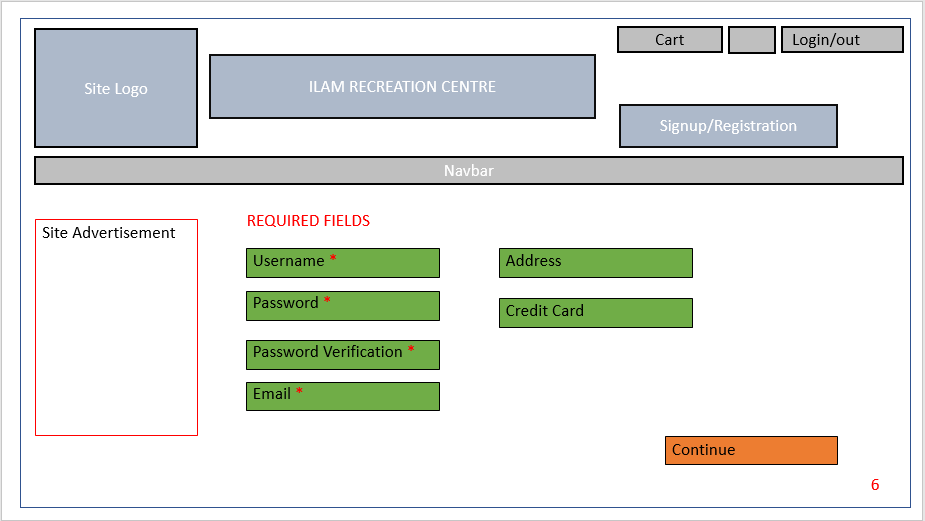 Cart
Login/out
Site Logo
ILAM RECREATION CENTRE
Signup/Registration
Navbar
Site Advertisement
REQUIRED FIELDS
Username *
Address
Password *
Credit Card
Password Verification *
Email *
Continue
6